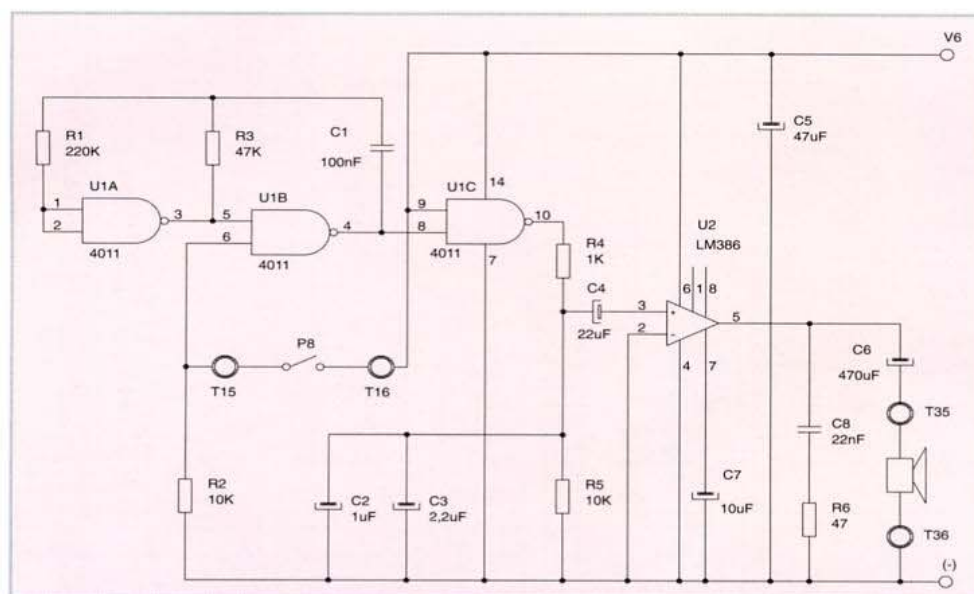 V6
R1
220K
R3
47K
C1
100nF
C5
47uF
U1A
1
2
3
4011
U1B
5
6
4
4011
U1C
9
8
14
10
7
4011
R4
1K
U2
LM386
C4
22uF
3
2
6
1
8
5
4
7
P8
T15
T16
C6
470uF
T35
C8
22nF
R2
10K
C2
1uF
C3
2,2uF
R5
10K
C7
10uF
R6
47
T36
(-)